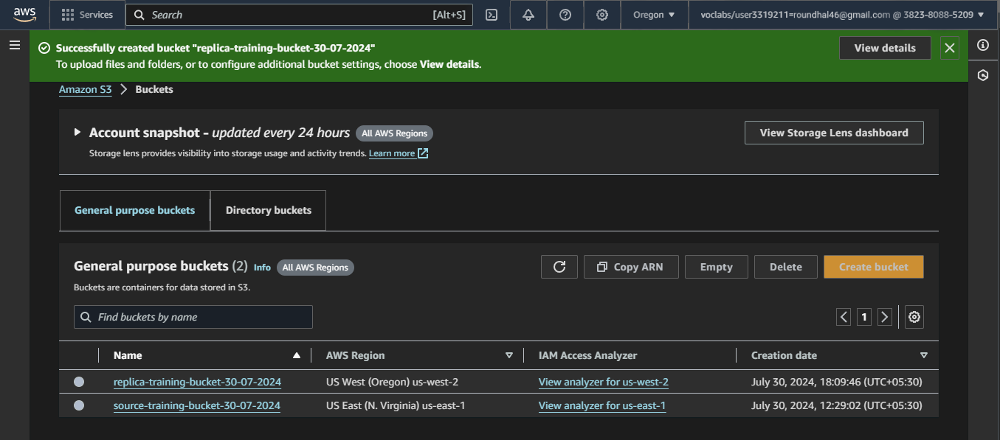 aws Services Search [Alt+S] Oregon voclabs/user3319211=roundhal46@gmail.com @ 3823-8088-5209
Successfully created bucket "replica-training-bucket-30-07-2024"
To upload files and folders, or to configure additional bucket settings, choose View details.
View details
Amazon S3 Buckets
Account snapshot - updated every 24 hours All AWS Regions
Storage lens provides visibility into storage usage and activity trends. Learn more
View Storage Lens dashboard
General purpose buckets Directory buckets
General purpose buckets (2) Info All AWS Regions
Buckets are containers for data stored in S3.
Copy ARN Empty Delete Create bucket
Find buckets by name
1
Name AWS Region IAM Access Analyzer Creation date
replica-training-bucket-30-07-2024 US West (Oregon) us-west-2 View analyzer for us-west-2 July 30, 2024, 18:09:46 (UTC+05:30)
source-training-bucket-30-07-2024 US East (N. Virginia) us-east-1 View analyzer for us-east-1 July 30, 2024, 12:29:02 (UTC+05:30)